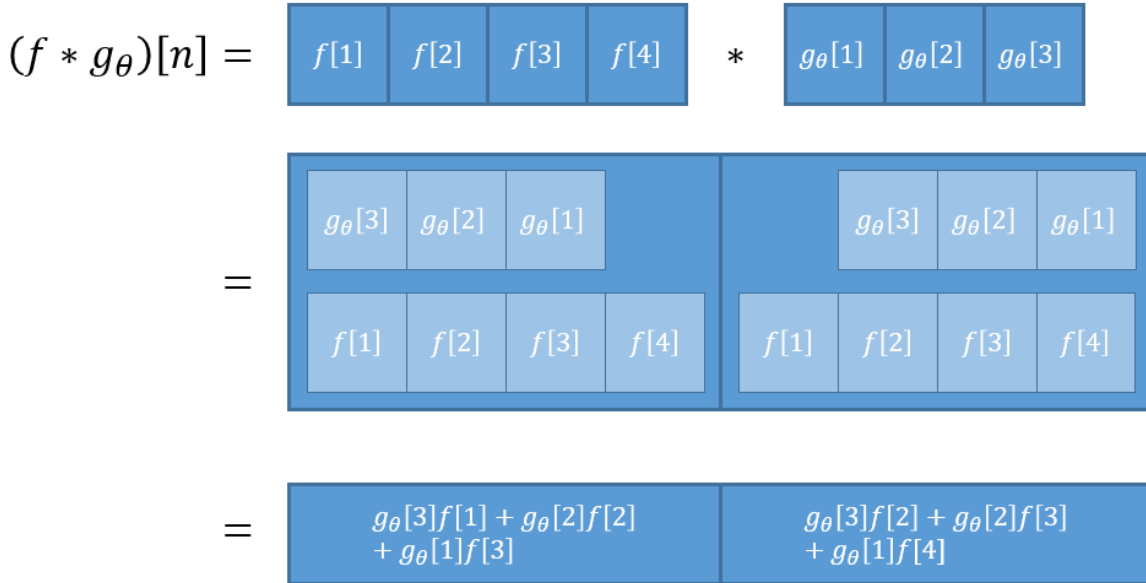 (f * g_θ)[n] = f[1] f[2] f[3] f[4] * g_θ[1] g_θ[2] g_θ[3]
g_θ[3] g_θ[2] g_θ[1] g_θ[3] g_θ[2] g_θ[1]
=
f[1] f[2] f[3] f[4] f[1] f[2] f[3] f[4]
= g_θ[3]f[1] + g_θ[2]f[2] g_θ[3]f[2] + g_θ[2]f[3]
+ g_θ[1]f[3] + g_θ[1]f[4]